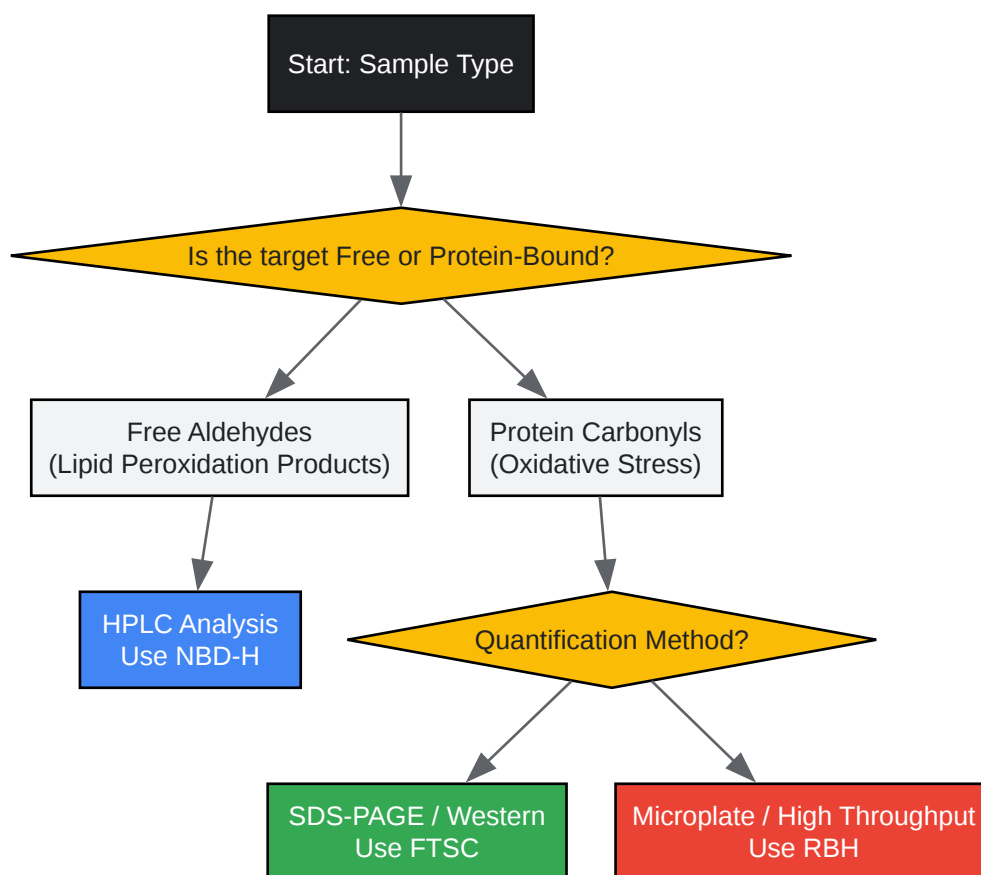 Start: Sample Type
Is the target Free or Protein-Bound?
Free Aldehydes
(Lipid Peroxidation Products)
Protein Carbonyls
(Oxidative Stress)
HPLC Analysis
Use NBD-H
Quantification Method?
SDS-PAGE / Western
Use FTSC
Microplate / High Throughput
Use RBH